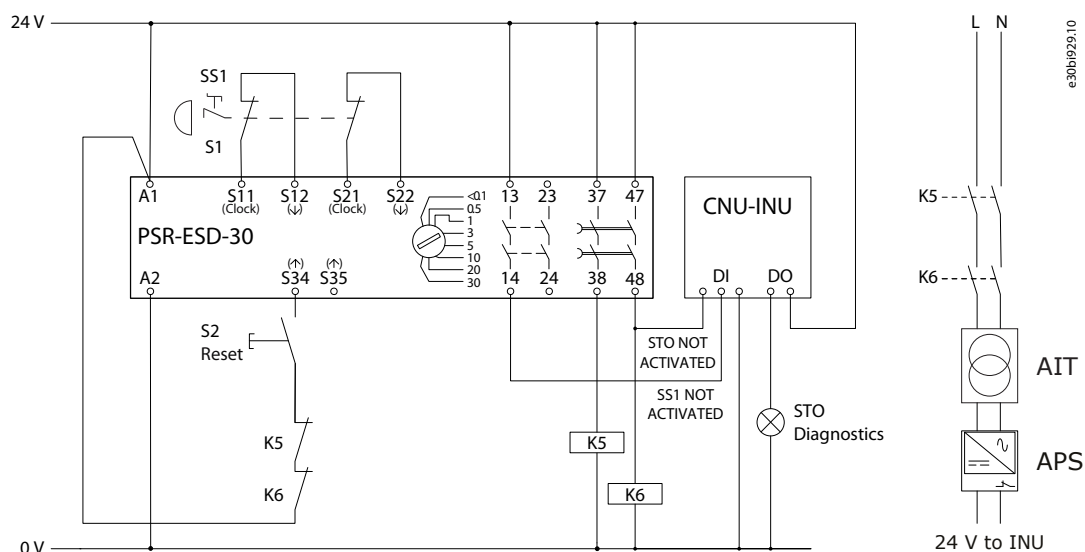 24 V
L N
e30bi929.10
SS1
S1
A1 S11 S12 S21 S22 13 23 37 47
(Clock) (↓) (Clock) (↓)
<0.1
0.5
1
3
5
10
20
30
PSR-ESD-30
CNU-INU
K5
(↑) (↑)
A2 S34 S35 14 24 38 48
DI DO
K6
S2
Reset
STO NOT
ACTIVATED
SS1 NOT
ACTIVATED
AIT
STO
Diagnostics
K5
K5
K6
K6
APS
0 V
24 V to INU